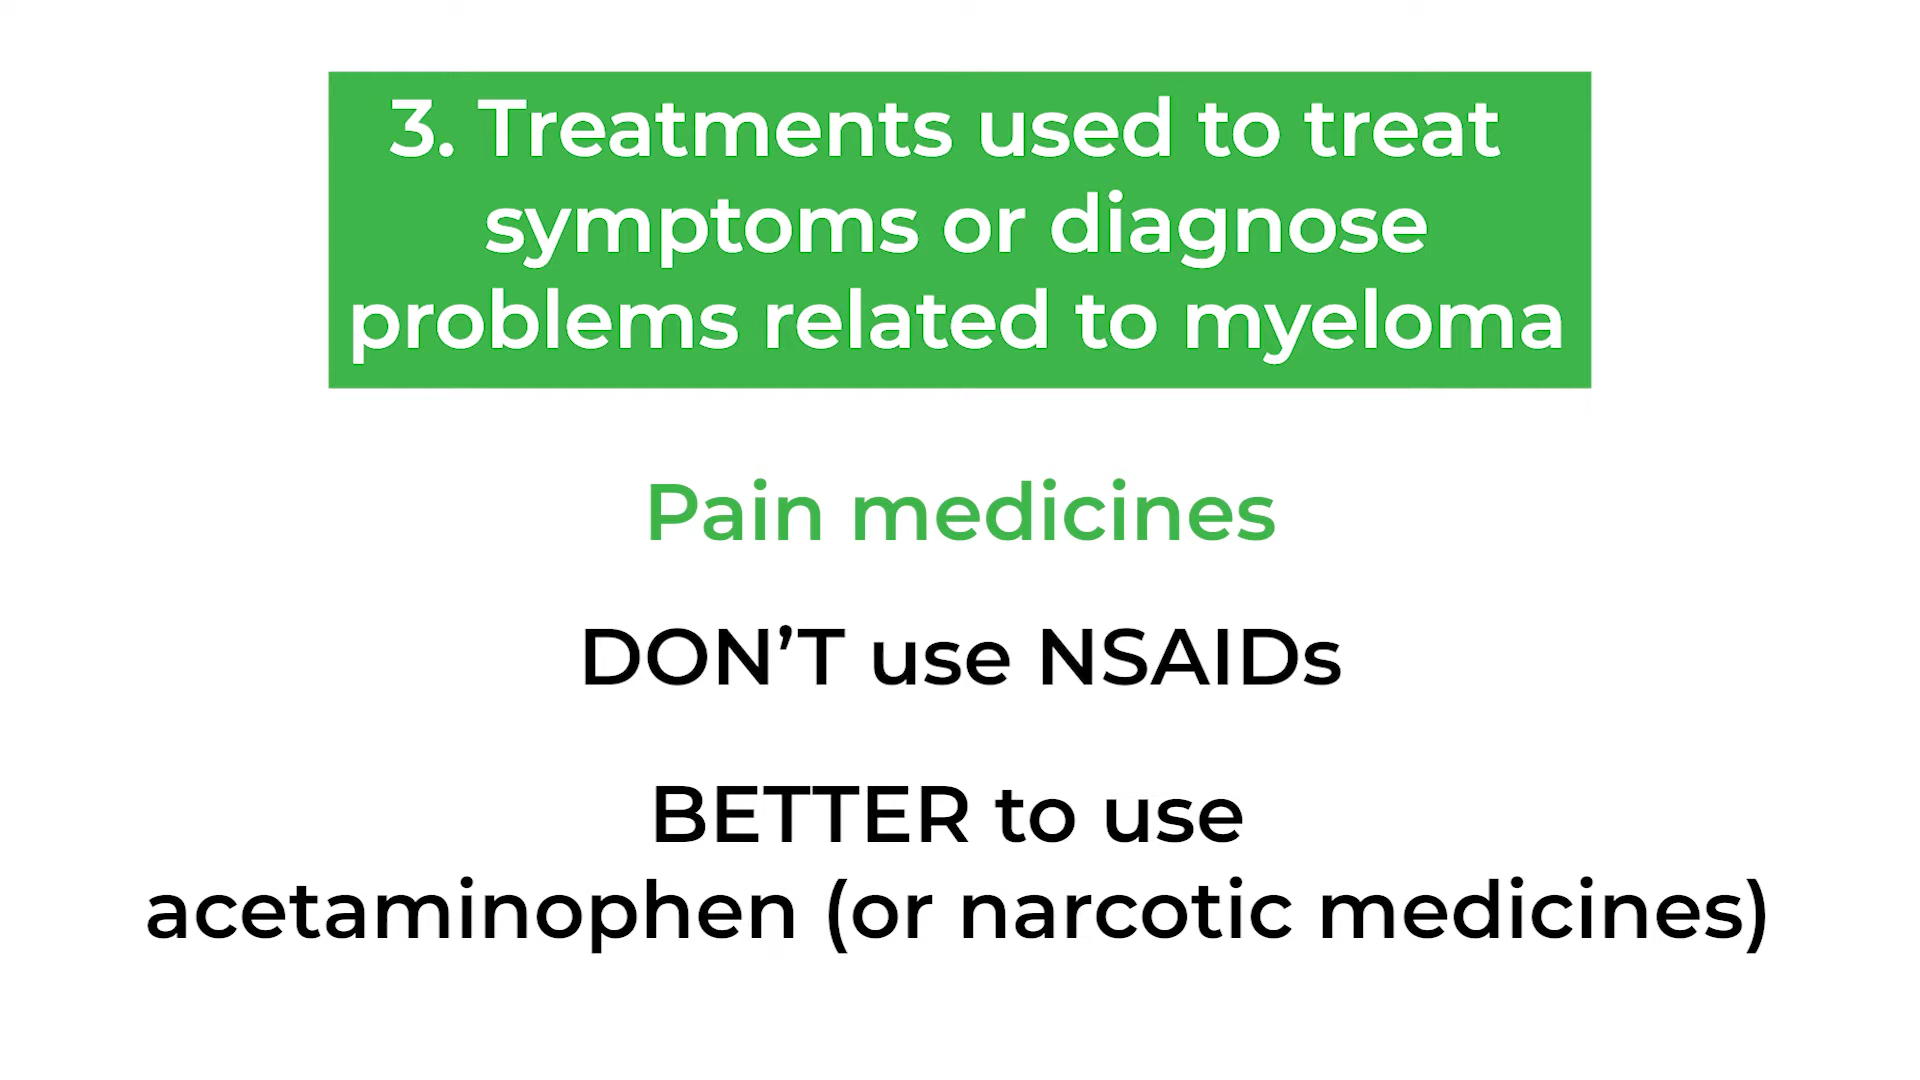 3. Treatments used to treat
symptoms or diagnose
problems related to myeloma
Pain medicines
DON’T use NSAIDs
BETTER to use
acetaminophen (or narcotic medicines)